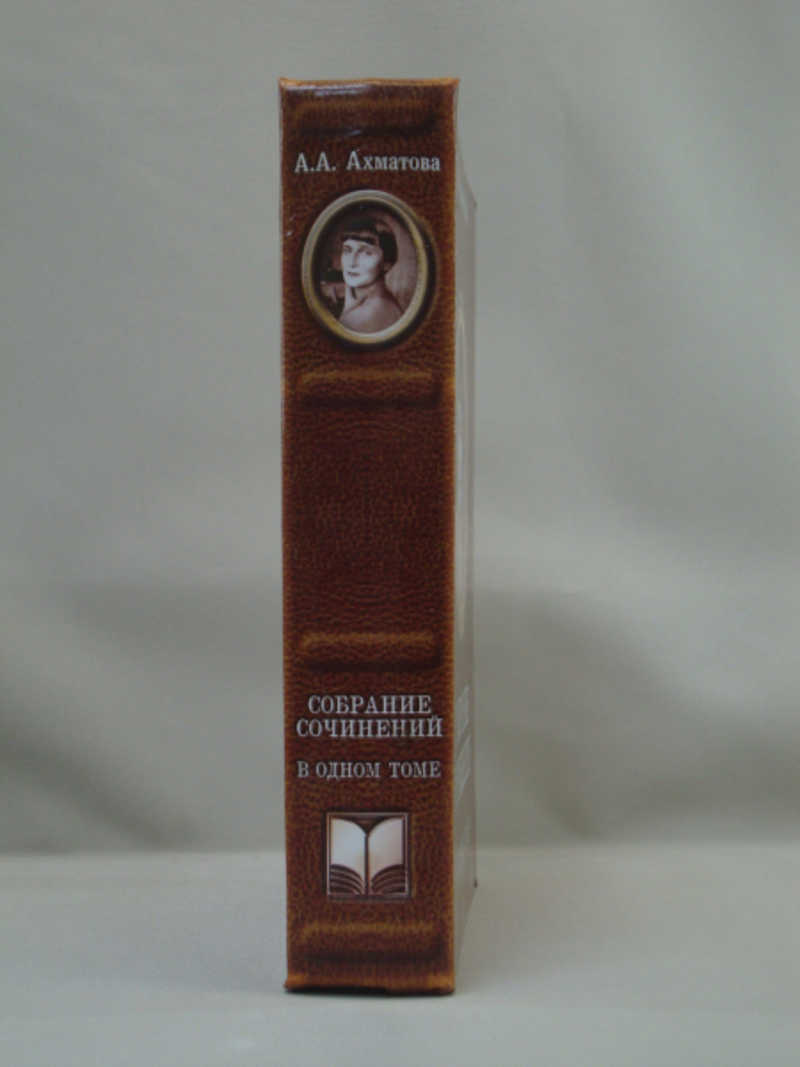 А.А. Ахматова
СОБРАНИЕ
СОЧИНЕНИЙ
В ОДНОМ ТОМЕ